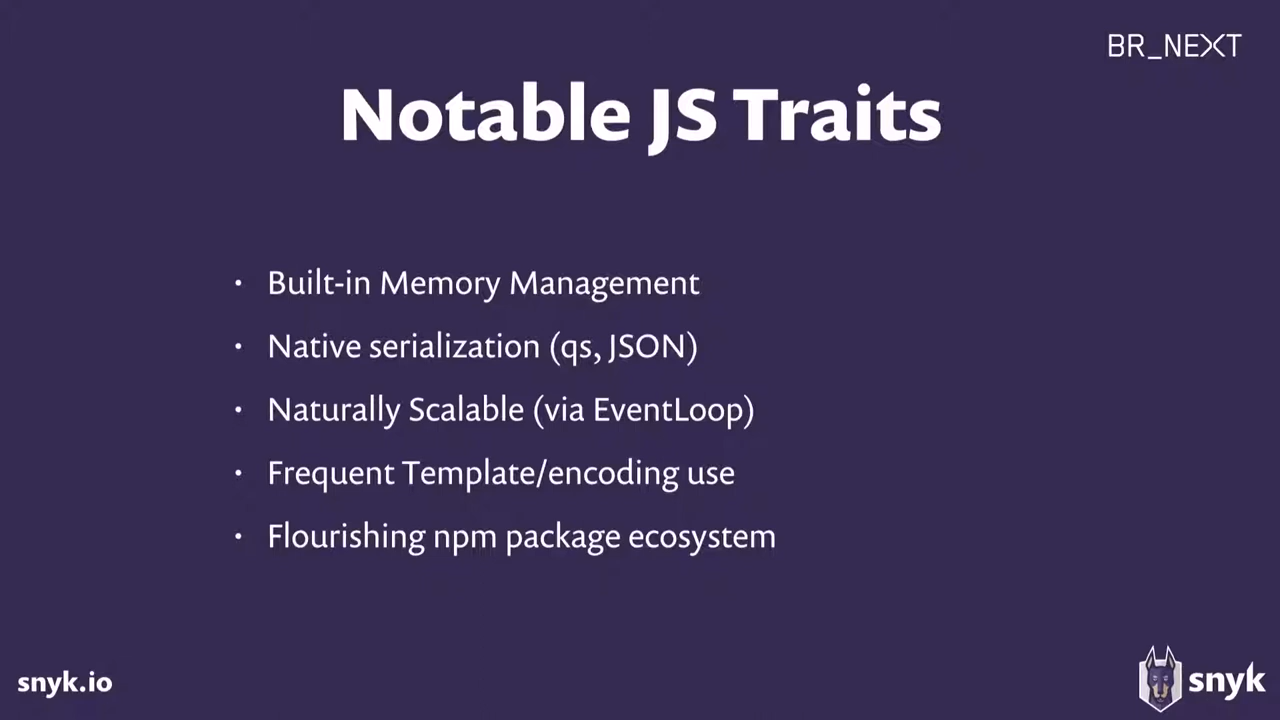 BR_NEXT
Notable JS Traits
• Built-in Memory Management
• Native serialization (qs, JSON)
• Naturally Scalable (via EventLoop)
• Frequent Template/encoding use
• Flourishing npm package ecosystem
snyk.io
snyk